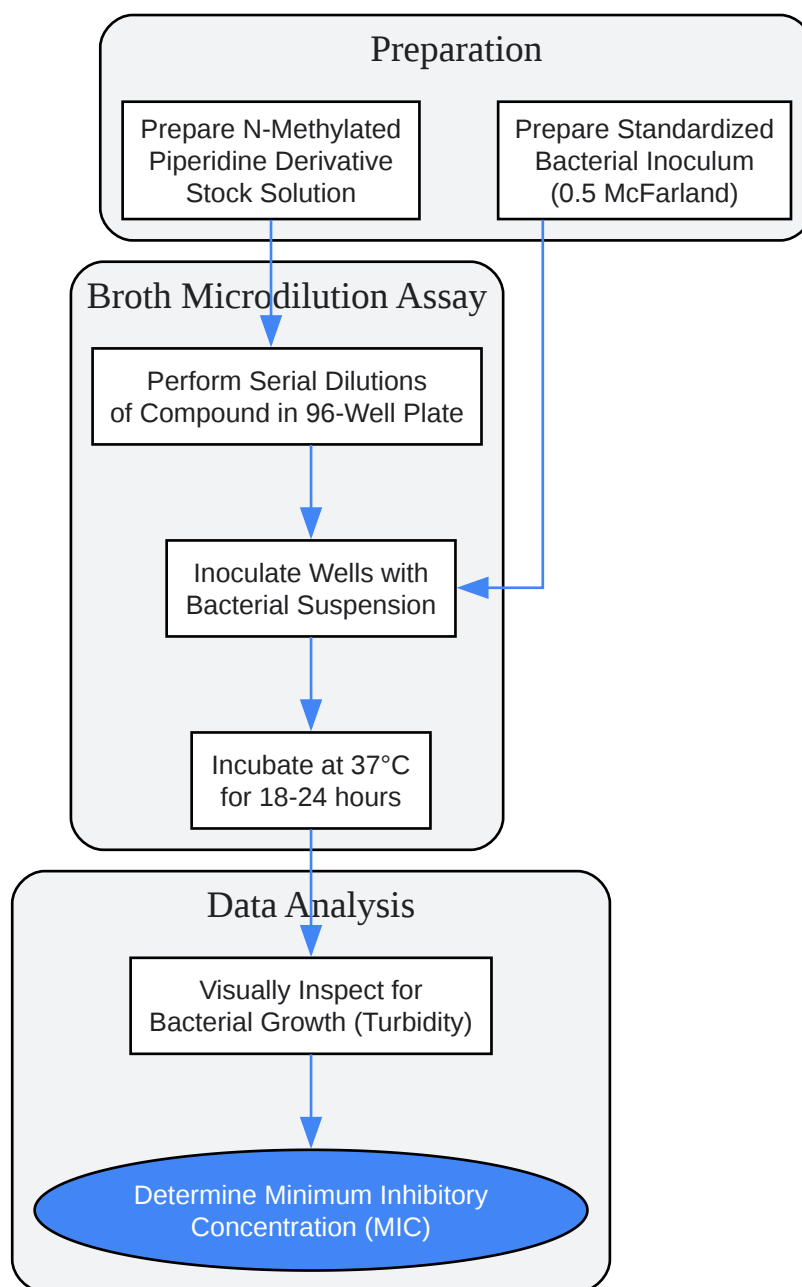 Preparation
Prepare N-Methylated
Piperidine Derivative
Stock Solution
Prepare Standardized
Bacterial Inoculum
(0.5 McFarland)
Broth Microdilution Assay
Perform Serial Dilutions
of Compound in 96-Well Plate
Inoculate Wells with
Bacterial Suspension
Incubate at 37°C
for 18-24 hours
Data Analysis
Visually Inspect for
Bacterial Growth (Turbidity)
Determine Minimum Inhibitory
Concentration (MIC)